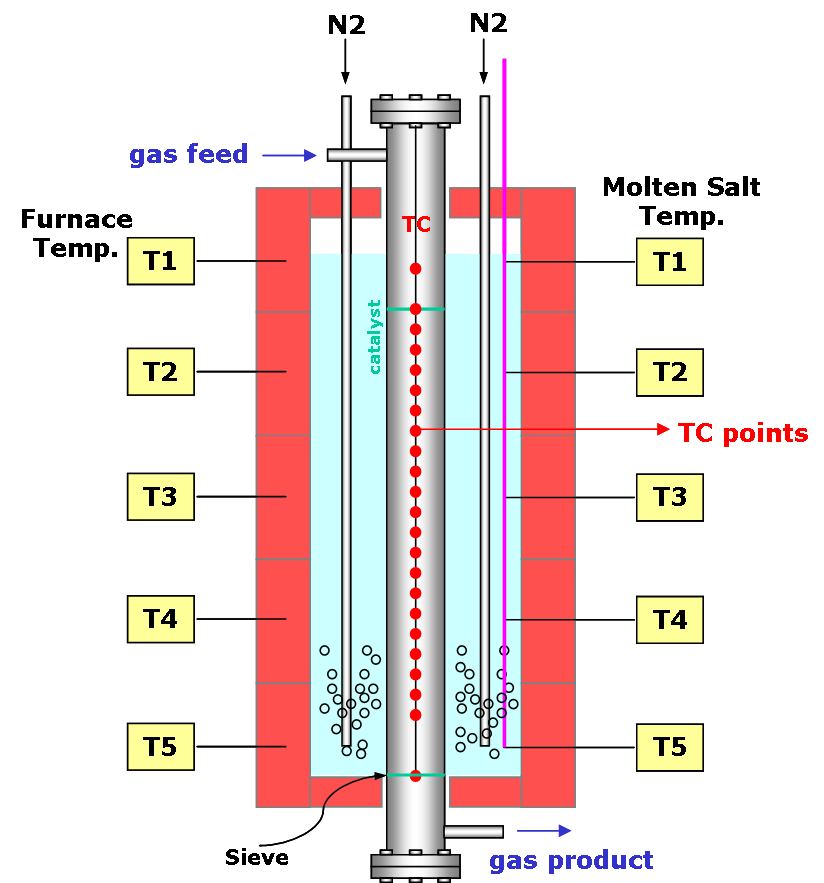 N2
N2
gas feed
Furnace
Temp.
Molten Salt
Temp.
TC
T1
T1
catalyst
T2
T2
TC points
T3
T3
T4
T4
T5
T5
Sieve
gas product